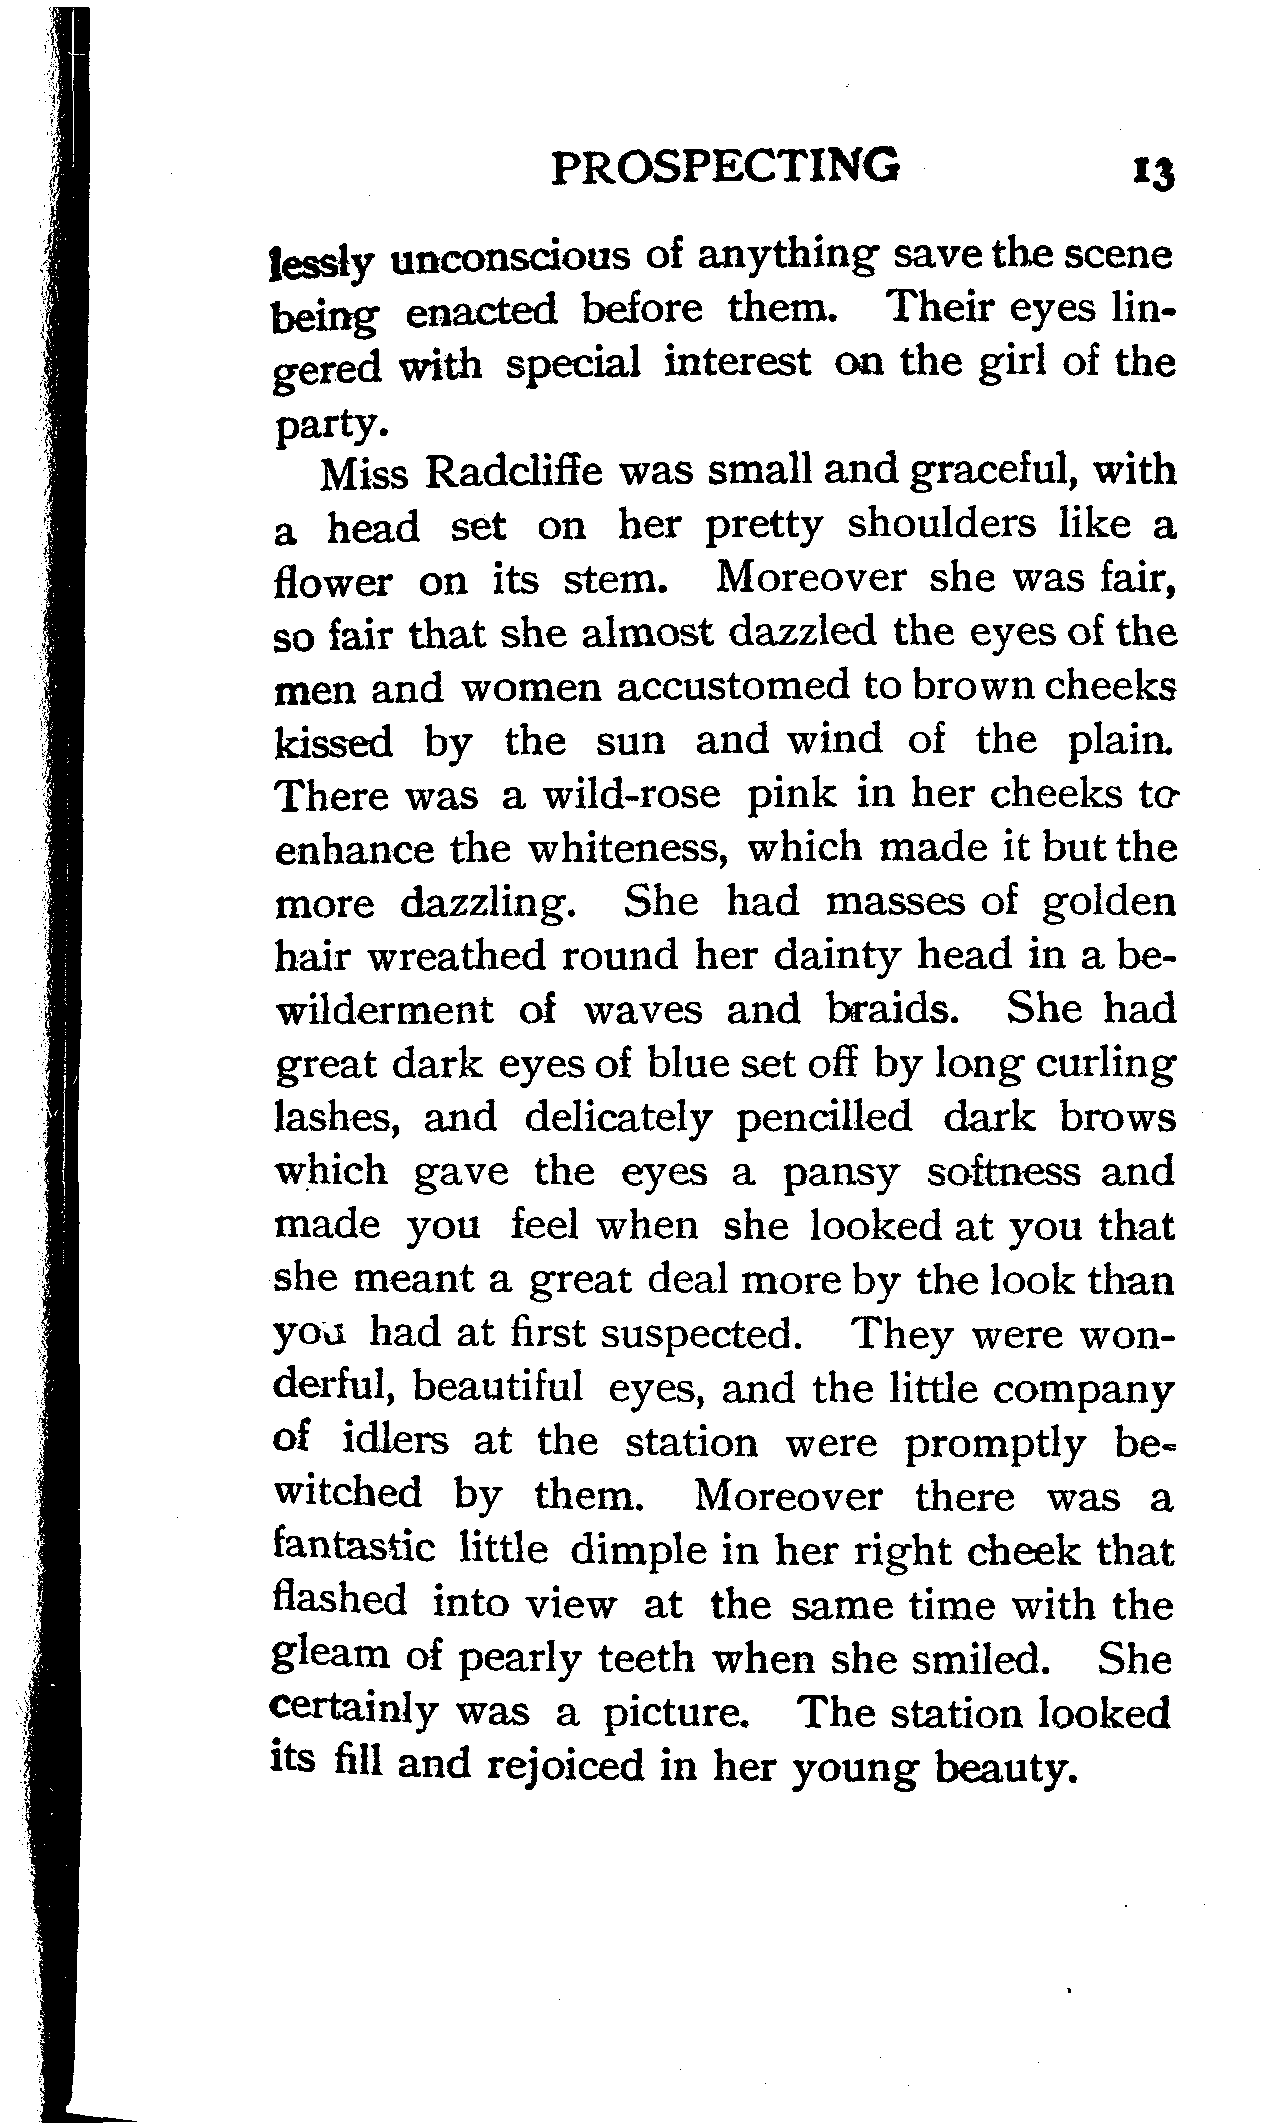 PROSPECTING 13
lessly unconscious of anything save the scene
being enacted before them. Their eyes lin-
gered with special interest on the girl of the
party.
Miss Radcliffe was small and graceful, with
a head set on her pretty shoulders like a
flower on its stem. Moreover she was fair,
so fair that she almost dazzled the eyes of the
men and women accustomed to brown cheeks
kissed by the sun and wind of the plain.
There was a wild-rose pink in her cheeks to
enhance the whiteness, which made it but the
more dazzling. She had masses of golden
hair wreathed round her dainty head in a be-
wilderment of waves and braids. She had
great dark eyes of blue set off by long curling
lashes, and delicately pencilled dark brows
which gave the eyes a pansy softness and
made you feel when she looked at you that
she meant a great deal more by the look than
you had at first suspected. They were won-
derful, beautiful eyes, and the little company
of idlers at the station were promptly be-
witched by them. Moreover there was a
fantastic little dimple in her right cheek that
flashed into view at the same time with the
gleam of pearly teeth when she smiled. She
certainly was a picture. The station looked
its fill and rejoiced in her young beauty.